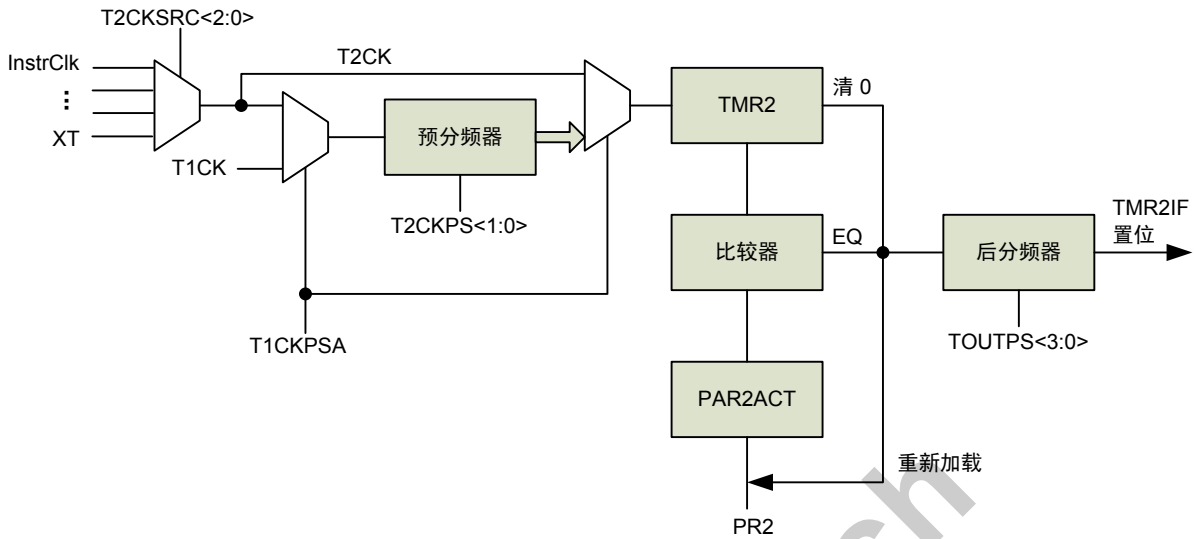 T2CKSRC<2:0>
InstrClk
...
XT
T2CK
T1CK
预分频器
T2CKPS<1:0>
T1CKPSA
TMR2
清 0
比较器
EQ
PAR2ACT
重新加载
PR2
后分频器
TOUTPS<3:0>
TMR2IF
置位